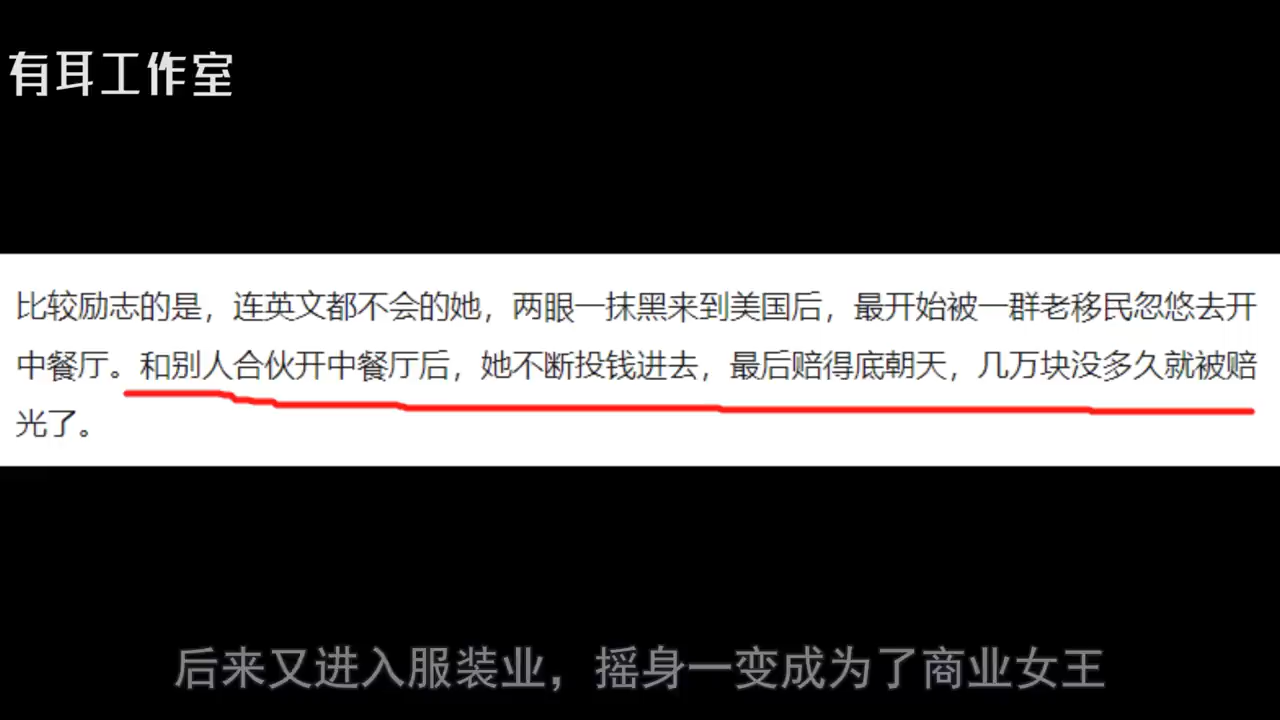 有耳工作室
比较励志的是，连英文都不会的她，两眼一抹黑来到美国后，最开始被一群老移民忽悠去开
中餐厅。和别人合伙开中餐厅后，她不断投钱进去，最后赔得底朝天，几万块没多久就被赔
光了。
后来又进入服装业，摇身一变成为了商业女王